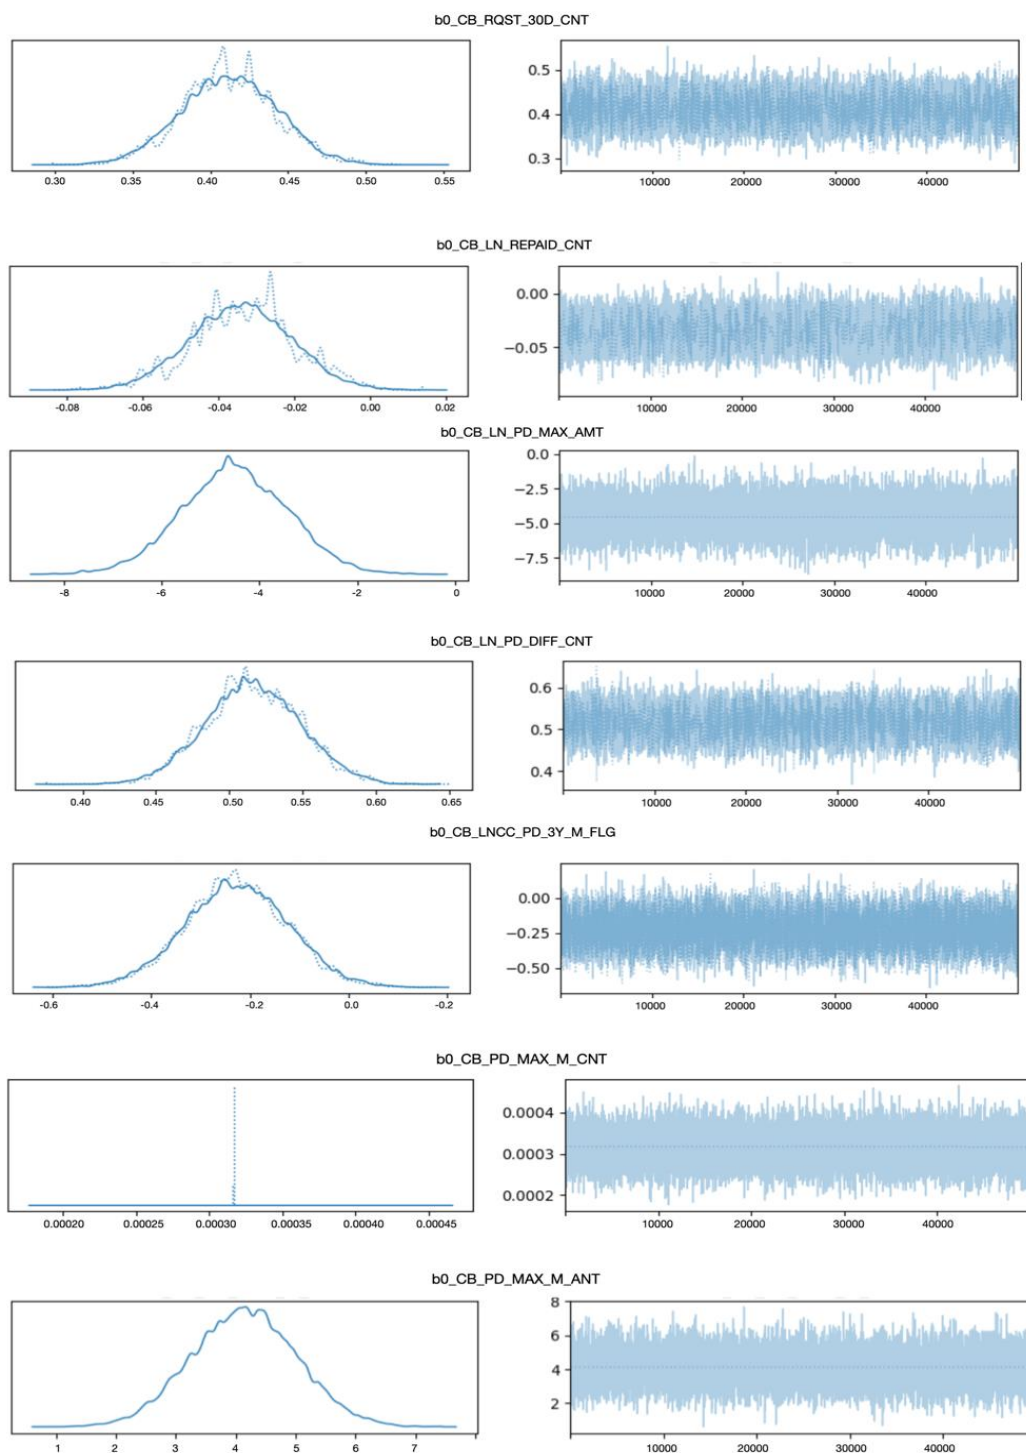 b0_CB_RQST_30D_CNT
0.5
0.4
0.3
0.30 0.35 0.40 0.45 0.50 0.55
10000 20000 30000 40000
b0_CB_LN_REPAID_CNT
0.00
−0.05
-0.08 -0.06 -0.04 -0.02 0.00 0.02
10000 20000 30000 40000
b0_CB_LN_PD_MAX_AMT
0.0
−2.5
−5.0
−7.5
-8 -6 -4 -2 0
10000 20000 30000 40000
b0_CB_LN_PD_DIFF_CNT
0.6
0.5
0.4
0.40 0.45 0.50 0.55 0.60 0.65
10000 20000 30000 40000
b0_CB_LNCC_PD_3Y_M_FLG
0.00
−0.25
−0.50
-0.6 -0.4 -0.2 0.0 -0.2
10000 20000 30000 40000
b0_CB_PD_MAX_M_CNT
0.0004
0.0003
0.0002
0.00020 0.00025 0.00030 0.00035 0.00040 0.00045
10000 20000 30000 40000
b0_CB_PD_MAX_M_ANT
8
6
4
2
1 2 3 4 5 6 7
10000 20000 30000 40000